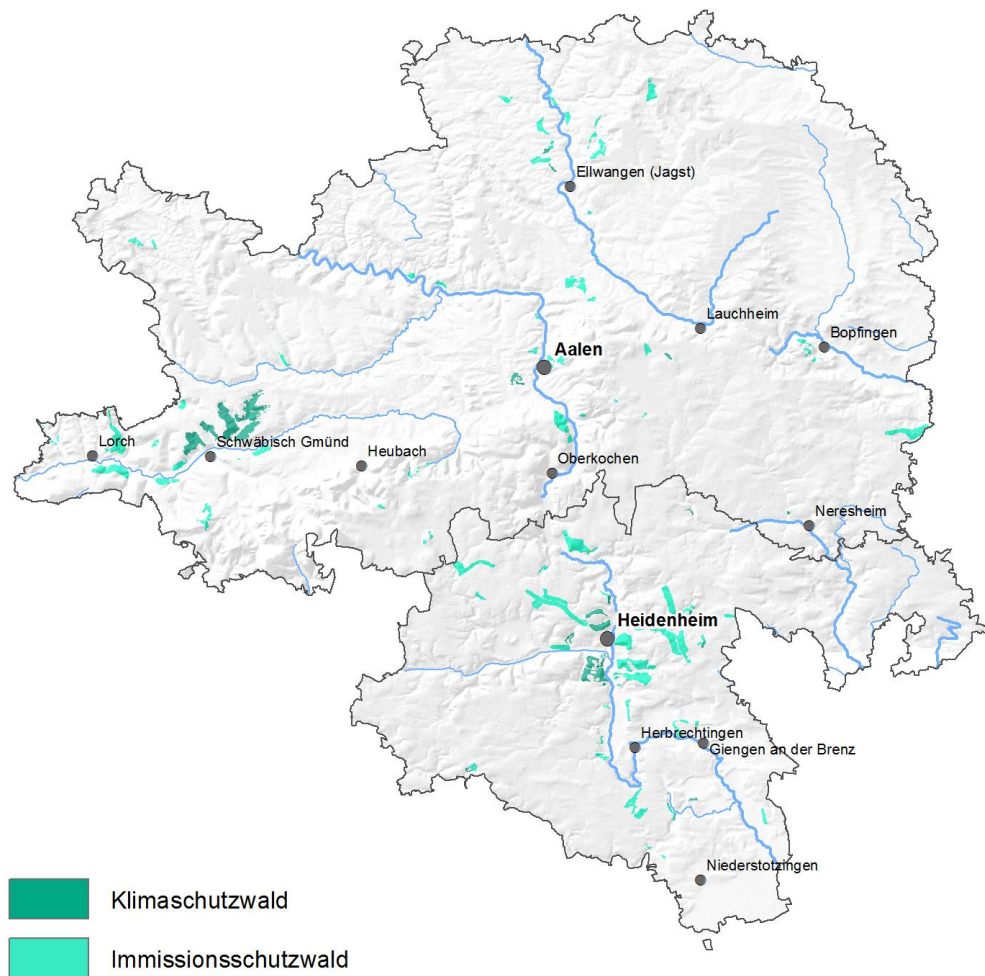 Ellwangen (Jagst)
Lauchheim
Bopfingen
Aalen
Lorch
Schwäbisch Gmünd
Heubach
Oberkochen
Neresheim
Heidenheim
Herbrechtingen
Giengen an der Brenz
Niederstotzingen
Klimaschutzwald
Immissionsschutzwald